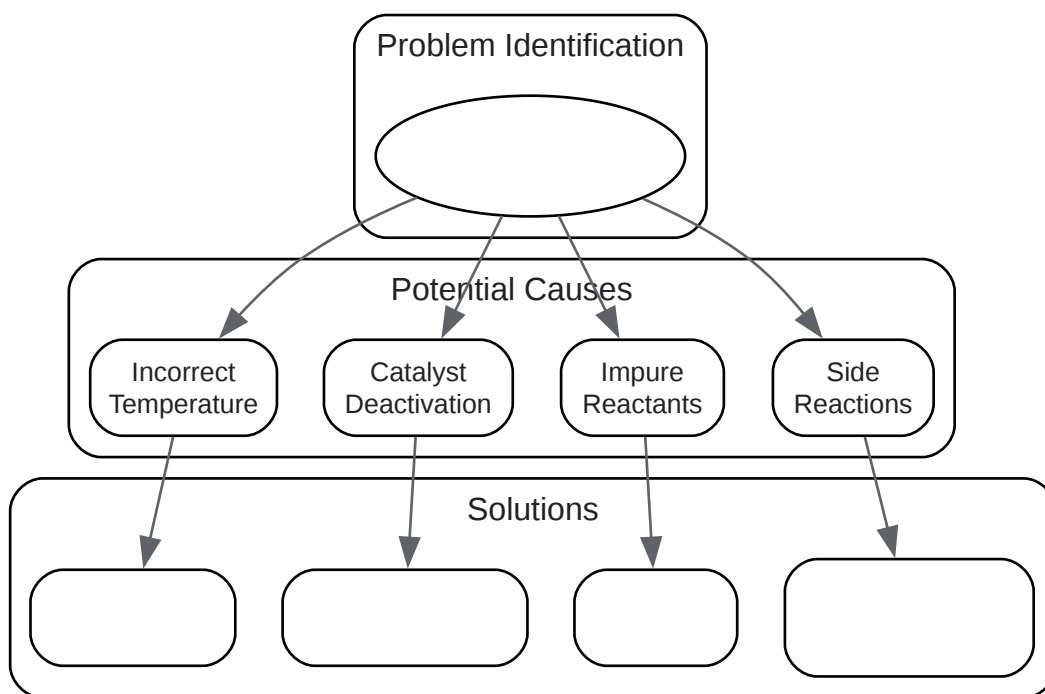 Problem Identification
Potential Causes
Incorrect
Temperature
Catalyst
Deactivation
Impure
Reactants
Side
Reactions
Solutions